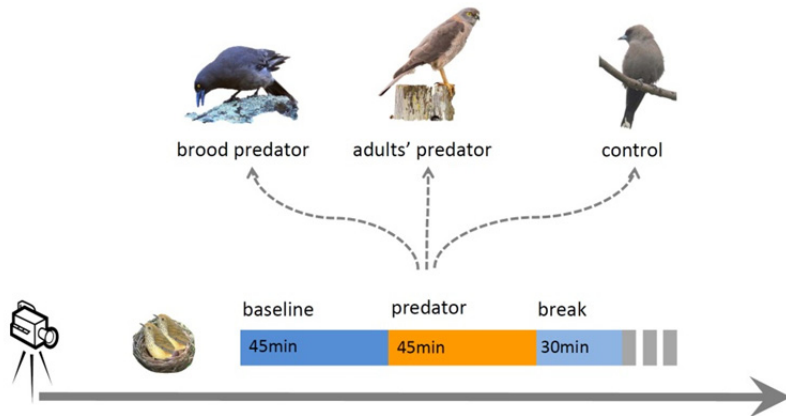 brood predator
adults' predator
control
baseline
predator
break
45min
45min
30min